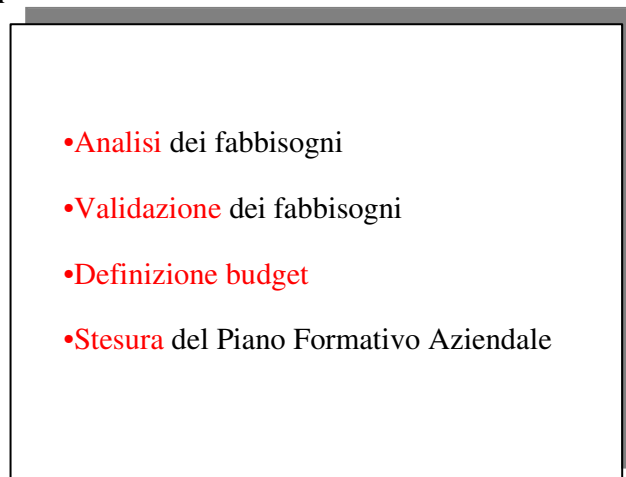 •Analisi dei fabbisogni
•Validazione dei fabbisogni
•Definizione budget
•Stesura del Piano Formativo Aziendale